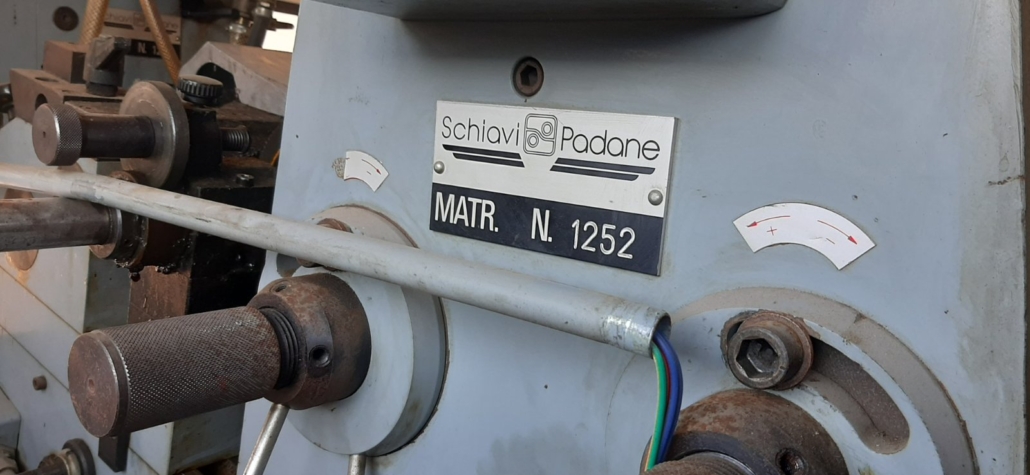 Schiavi Padane
MATR. N. 1252
+ -